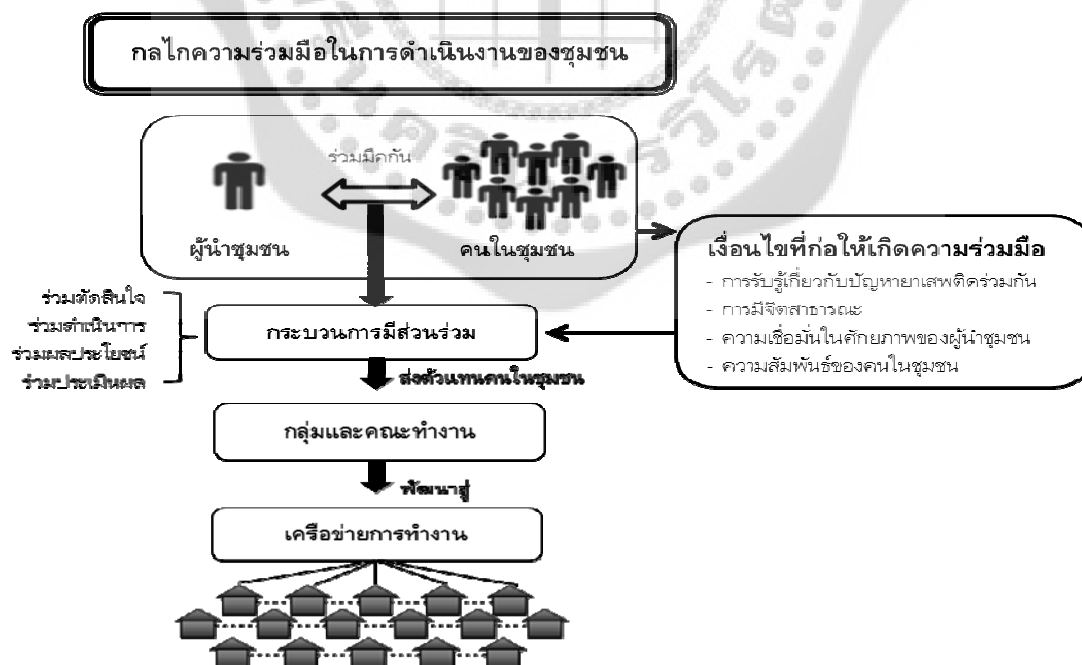 กลไกความร่วมมือในการดำเนินงานของชุมชน
ร่วมมือกัน
ผู้นำชุมชน
คนในชุมชน
เงื่อนไขที่ก่อให้เกิดความร่วมมือ
- การรับรู้เกี่ยวกับปัญหายาเสพติดร่วมกัน
- การมีจิตสาธารณะ
- ความเชื่อมั่นในศักยภาพของผู้นำชุมชน
- ความสัมพันธ์ของคนในชุมชน
ร่วมตัดสินใจ
ร่วมดำเนินการ
ร่วมผลประโยชน์
ร่วมประเมินผล
กระบวนการมีส่วนร่วม
ส่งตัวแทนคนในชุมชน
กลุ่มและคณะทำงาน
พัฒนาสู่
เครือข่ายการทำงาน